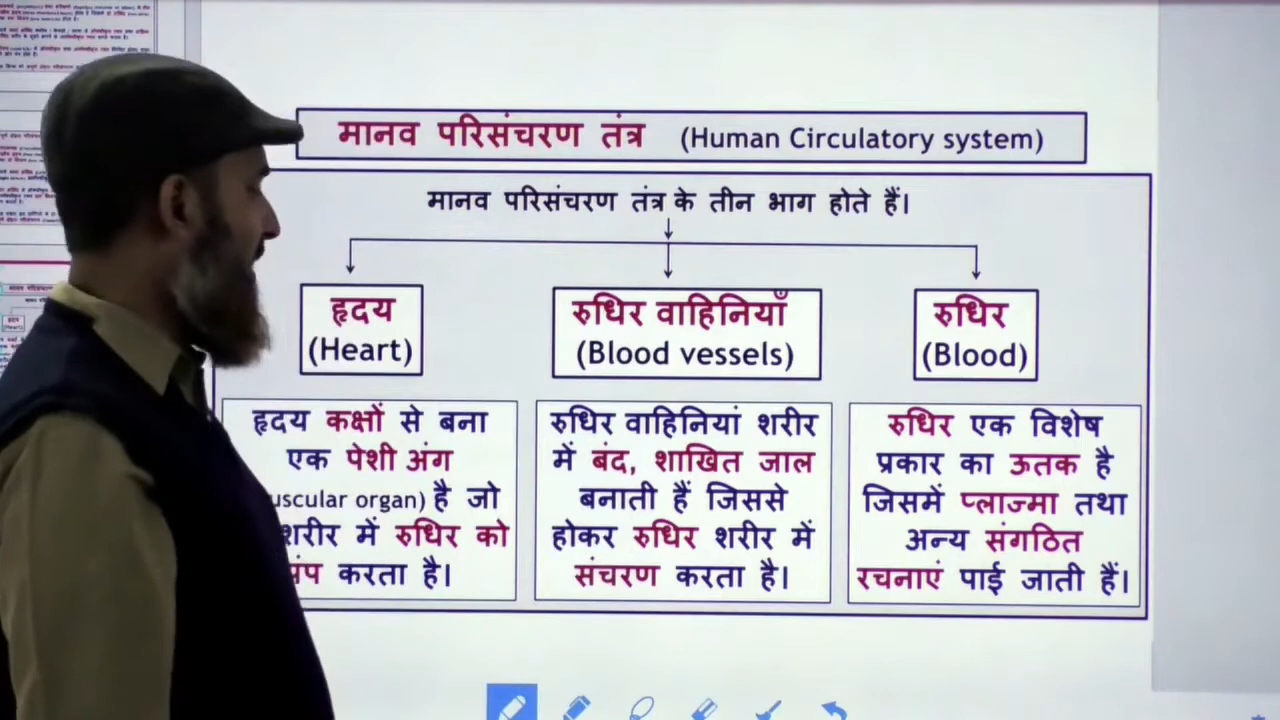 मानव परिसंचरण तंत्र (Human Circulatory system)
मानव परिसंचरण तंत्र के तीन भाग होते हैं।
हृदय
(Heart)
रुधिर वाहिनियाँ
(Blood vessels)
रुधिर
(Blood)
हृदय कक्षों से बना
एक पेशी अंग
organ) है जो
शरीर में रुधिर को
करता है।
रुधिर वाहिनियां शरीर
में बंद, शाखित जाल
बनाती हैं जिससे
होकर रुधिर शरीर में
संचरण करता है।
रुधिर एक विशेष
प्रकार का ऊतक है
जिसमें प्लाज्मा तथा
अन्य संगठित
रचनाएं पाई जाती हैं।